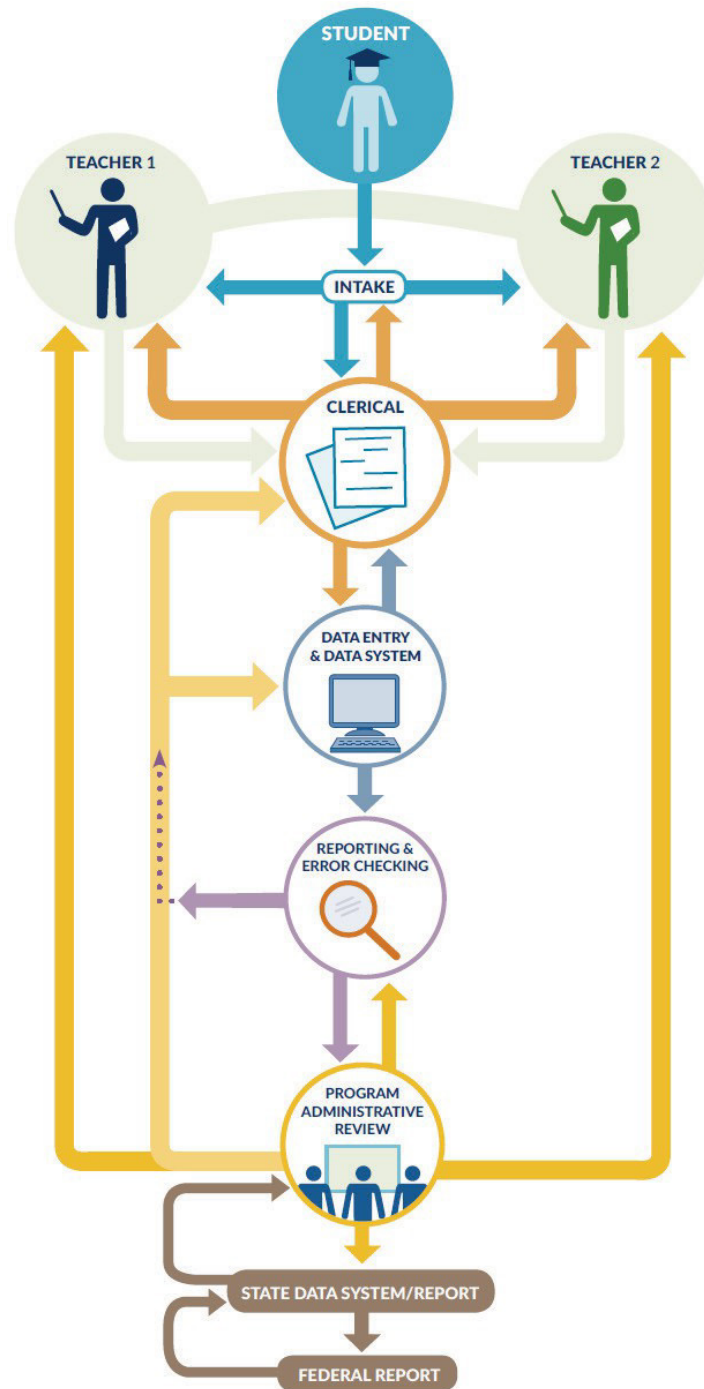 STUDENT
TEACHER 1
TEACHER 2
INTAKE
CLERICAL
DATA ENTRY
& DATA SYSTEM
REPORTING &
ERROR CHECKING
PROGRAM
ADMINISTRATIVE
REVIEW
STATE DATA SYSTEM/REPORT
FEDERAL REPORT